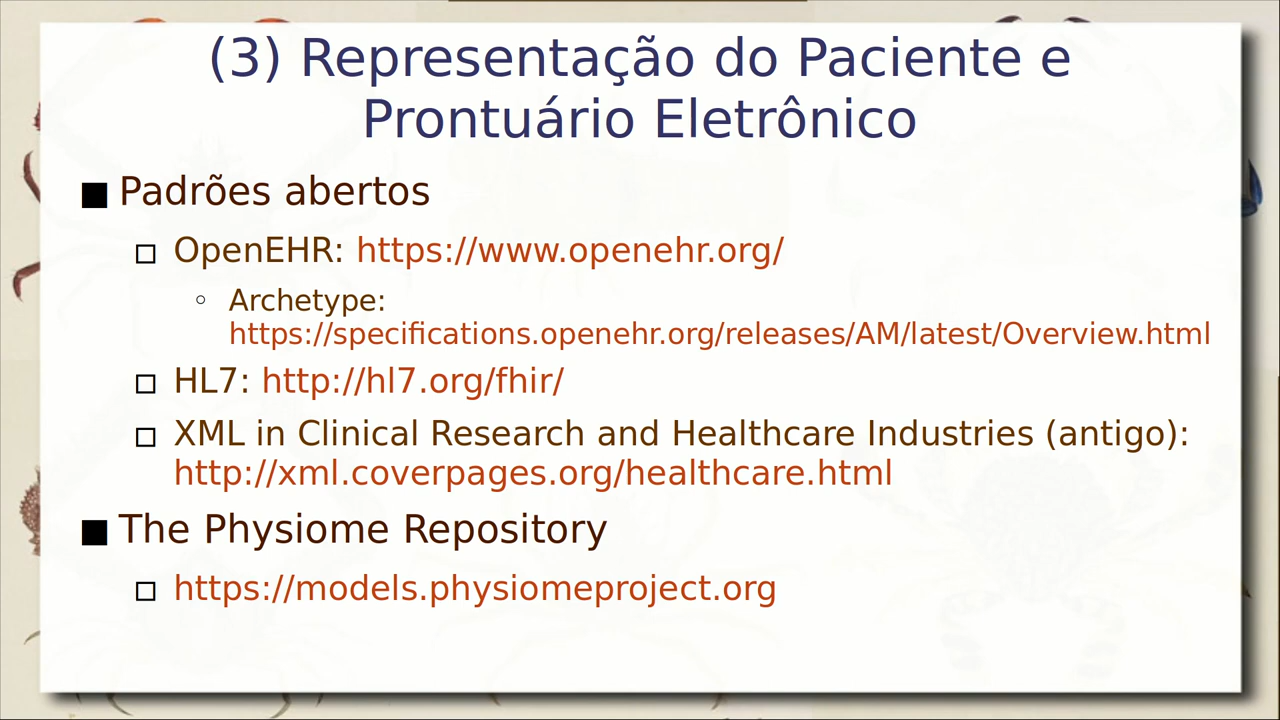 (3) Representação do Paciente e
Prontuário Eletrônico
Padrões abertos
OpenEHR: https://www.openehr.org/
Archetype:
https://specifications.openehr.org/releases/AM/latest/Overview.html
HL7: http://hl7.org/fhir/
XML in Clinical Research and Healthcare Industries (antigo):
http://xml.coverpages.org/healthcare.html
The Physiome Repository
https://models.physiomeproject.org